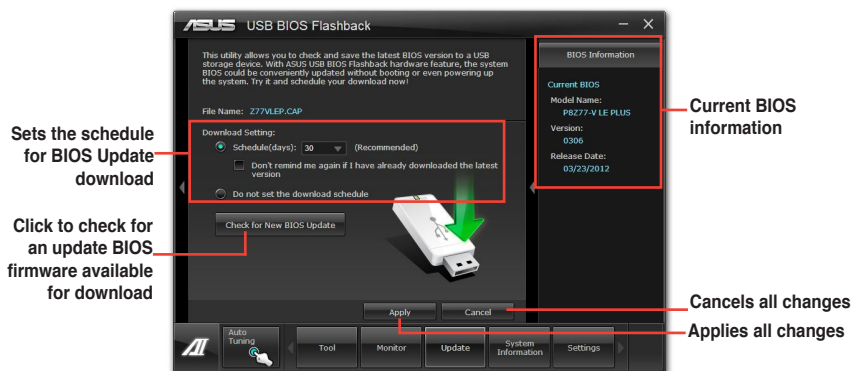 ASUS USB BIOS Flashback
This utility allows you to check and save the latest BIOS version to a USB
storage device. With ASUS USB BIOS Flashback hardware feature, the system
BIOS could be conveniently updated without booting or even powering up
the system. Try it and schedule your download now!
File Name: Z77VLEP.CAP
Download Setting:
Schedule(days): 30 (Recommended)
Don't remind me again if I have already downloaded the latest
version
Do not set the download schedule
Check for New BIOS Update
Apply
Cancel
BIOS Information
Current BIOS
Model Name:
P8Z77-V LE PLUS
Version:
0306
Release Date:
03/23/2012
Auto
Tuning
Tool
Monitor
Update
System
Information
Settings
Sets the schedule
for BIOS Update
download
Click to check for
an update BIOS
firmware available
for download
Current BIOS
information
Cancels all changes
Applies all changes